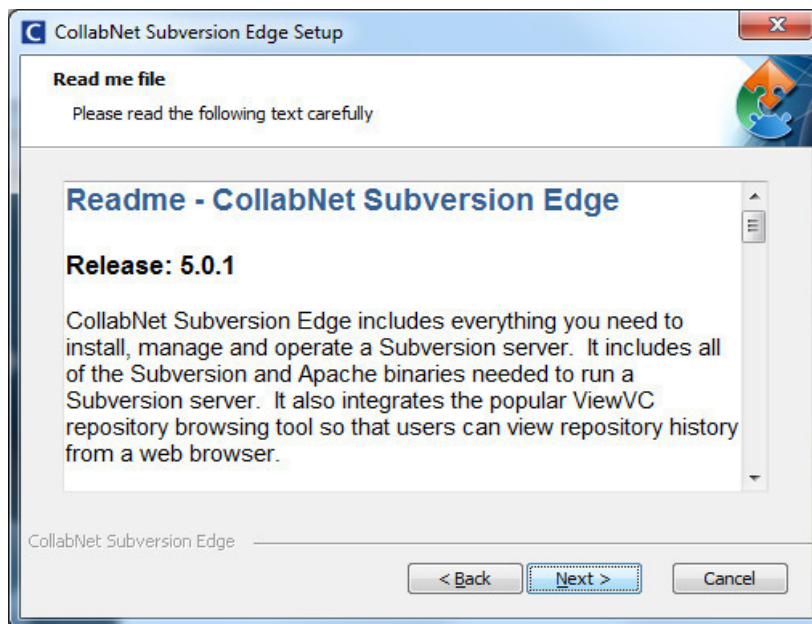 CollabNet Subversion Edge Setup
Read me file
Please read the following text carefully
Readme - CollabNet Subversion Edge
Release: 5.0.1
CollabNet Subversion Edge includes everything you need to
install, manage and operate a Subversion server.  It includes all
of the Subversion and Apache binaries needed to run a
Subversion server.  It also integrates the popular ViewVC
repository browsing tool so that users can view repository history
from a web browser.
CollabNet Subversion Edge
< Back
Next >
Cancel